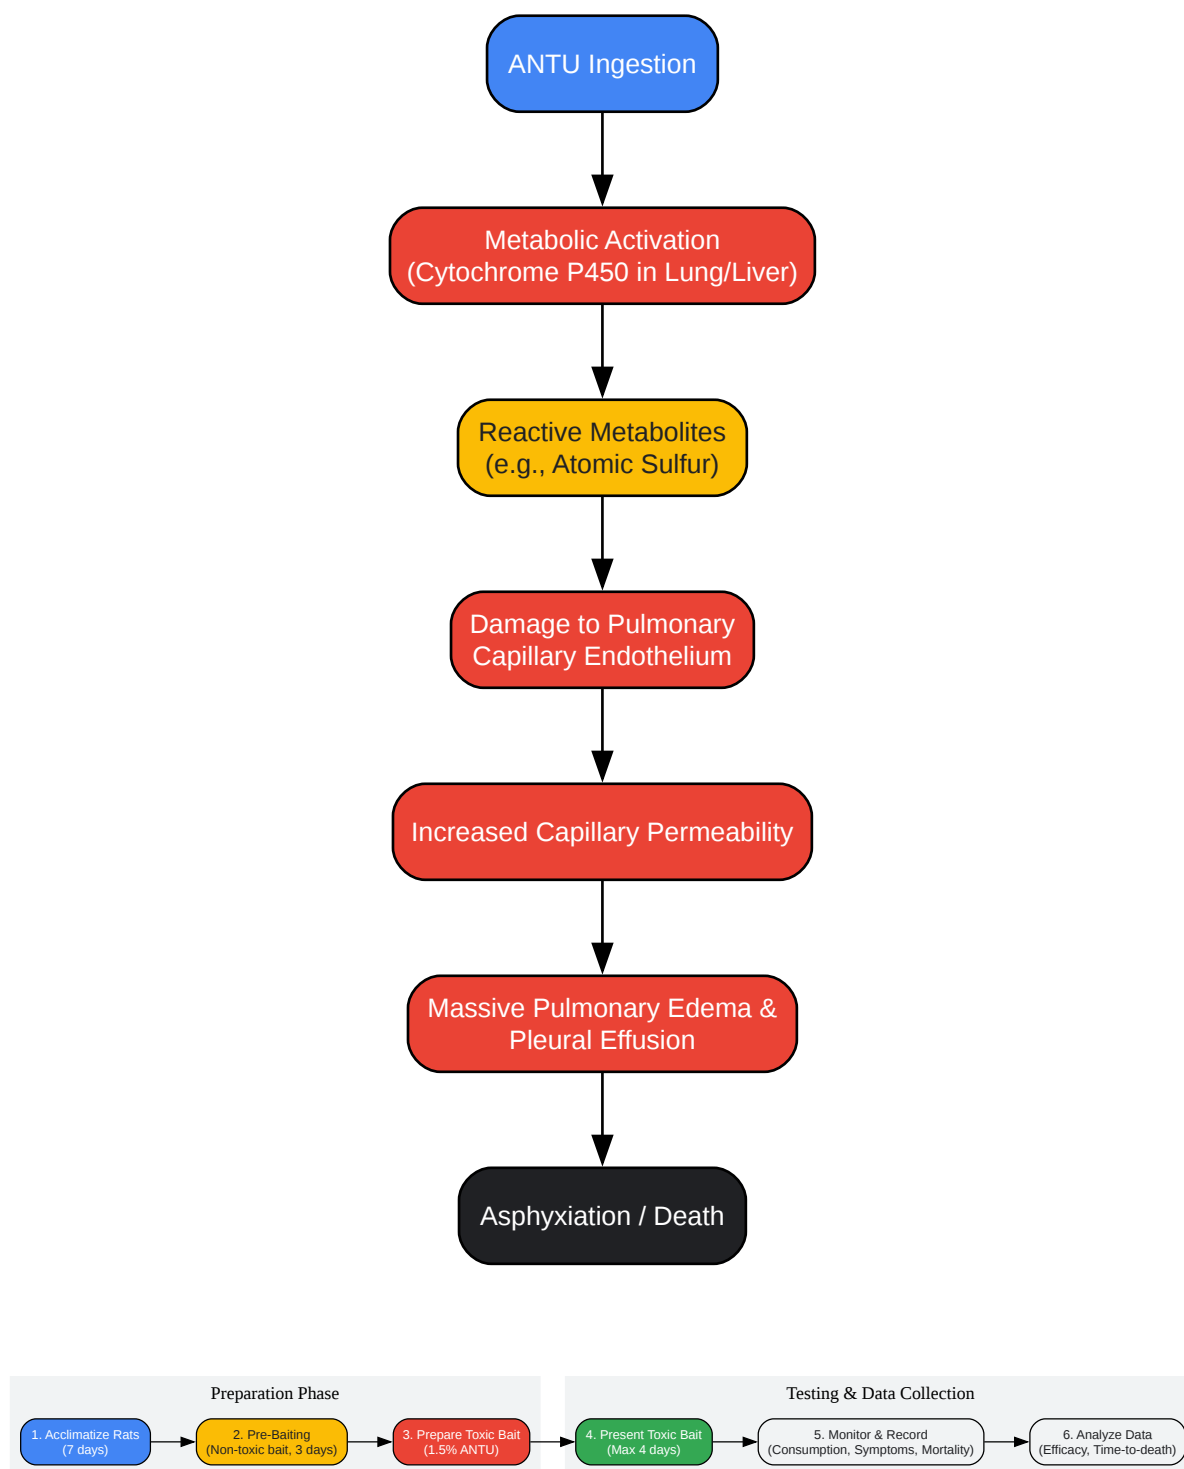 ANTU Ingestion
Metabolic Activation
(Cytochrome P450 in Lung/Liver)
Reactive Metabolites
(e.g., Atomic Sulfur)
Damage to Pulmonary
Capillary Endothelium
Increased Capillary Permeability
Massive Pulmonary Edema &
Pleural Effusion
Asphyxiation / Death
Preparation Phase
1. Acclimatize Rats
(7 days)
2. Pre-Baiting
(Non-toxic bait, 3 days)
3. Prepare Toxic Bait
(1.5% ANTU)
Testing & Data Collection
4. Present Toxic Bait
(Max 4 days)
5. Monitor & Record
(Consumption, Symptoms, Mortality)
6. Analyze Data
(Efficacy, Time-to-death)